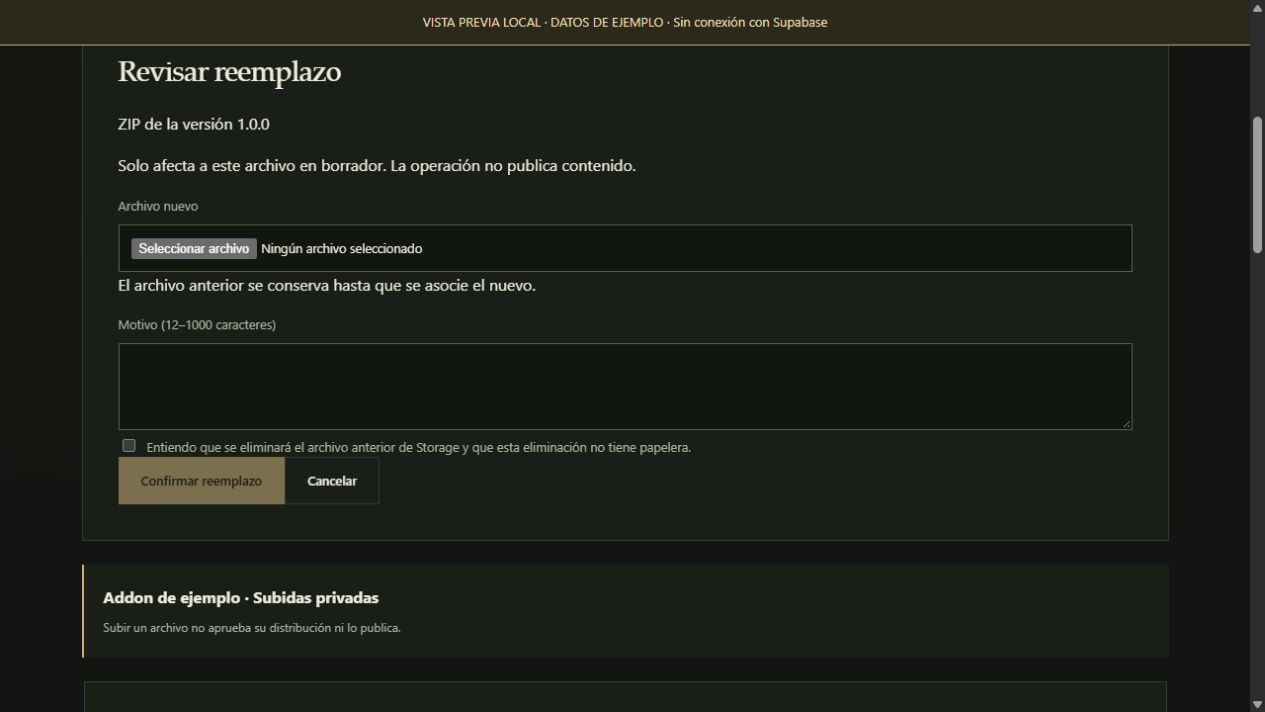 VISTA PREVIA LOCAL · DATOS DE EJEMPLO · Sin conexión con Supabase
Revisar reemplazo
ZIP de la versión 1.0.0
Solo afecta a este archivo en borrador. La operación no publica contenido.
Archivo nuevo
Seleccionar archivo Ningún archivo seleccionado
El archivo anterior se conserva hasta que se asocie el nuevo.
Motivo (12–1000 caracteres)
Entiendo que se eliminará el archivo anterior de Storage y que esta eliminación no tiene papelera.
Confirmar reemplazo Cancelar
Addon de ejemplo · Subidas privadas
Subir un archivo no aprueba su distribución ni lo publica.